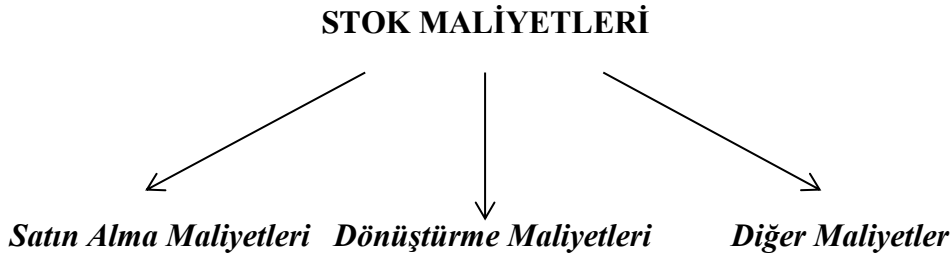 STOK MALİYETLERİ
Satın Alma Maliyetleri Dönüştürme Maliyetleri Diğer Maliyetler